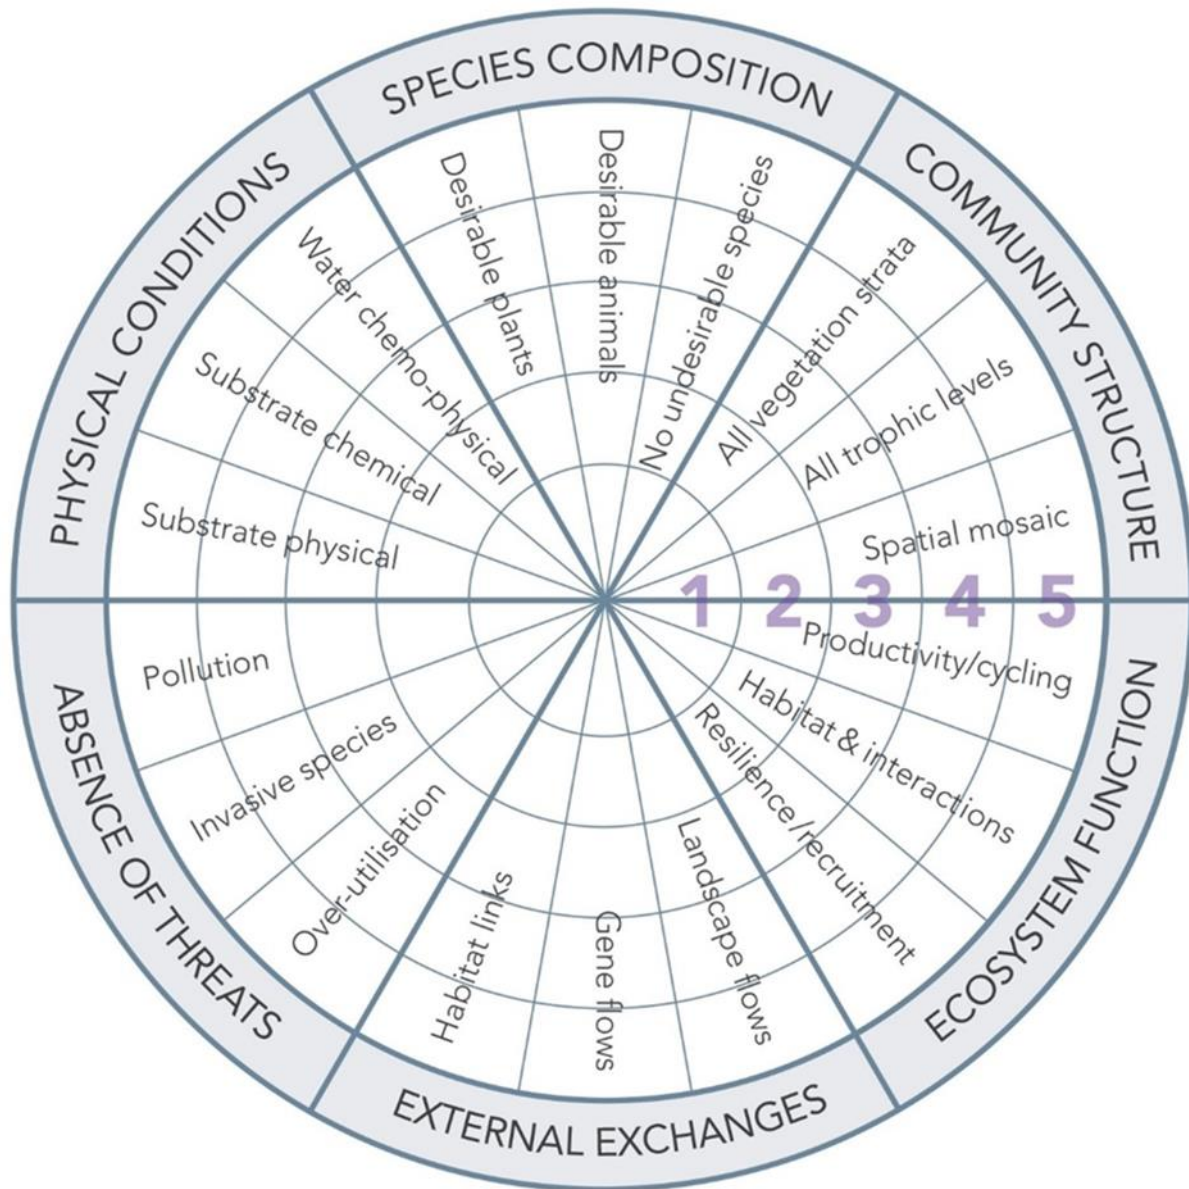 SPECIES COMPOSITION
Desirable plants
Desirable animals
No undesirable species
COMMUNITY STRUCTURE
All vegetation strata
All trophic levels
Spatial mosaic
1 2 3 4 5
ECOSYSTEM FUNCTION
Productivity/cycling
Habitat & interactions
Resilience/recruitment
EXTERNAL EXCHANGES
Landscape flows
Gene flows
Habitat links
ABSENCE OF THREATS
Over-utilisation
Invasive species
Pollution
PHYSICAL CONDITIONS
Substrate physical
Substrate chemical
Water chemo-physical